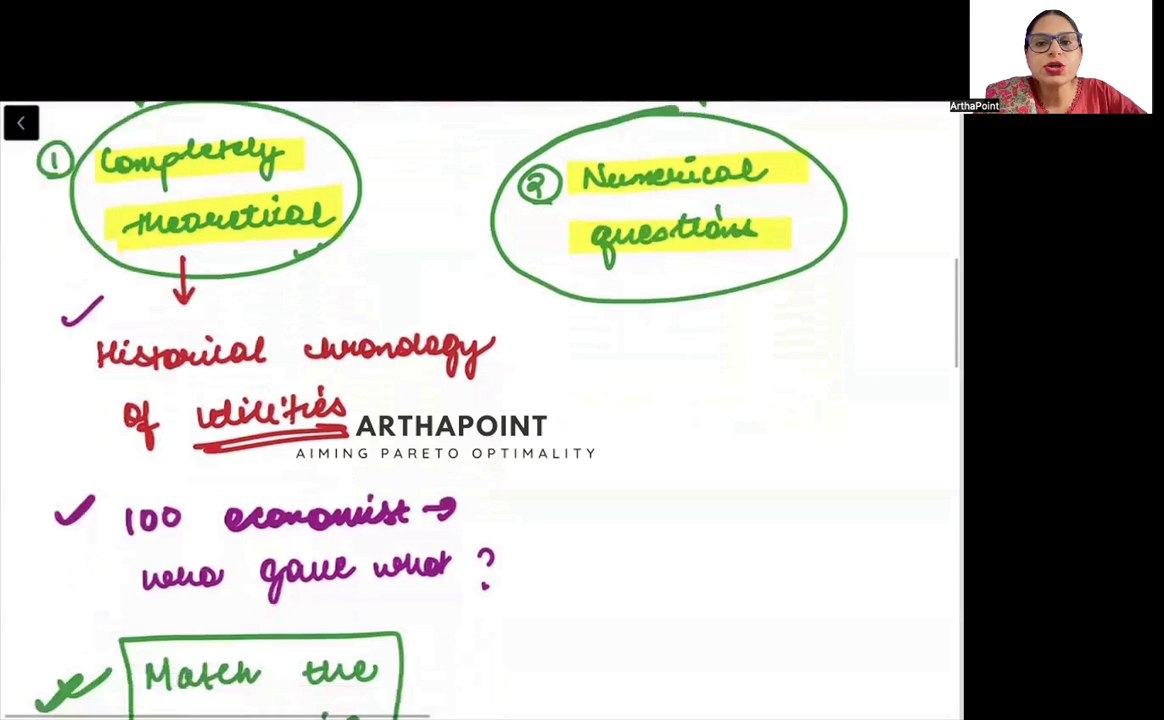 ArthaPoint
1 Completely
theoretical
2 Numerical
questions
Historical chronology
of utilities
ARTHAPOINT
AIMING PARETO OPTIMALITY
100 economist →
who gave what ?
Match the